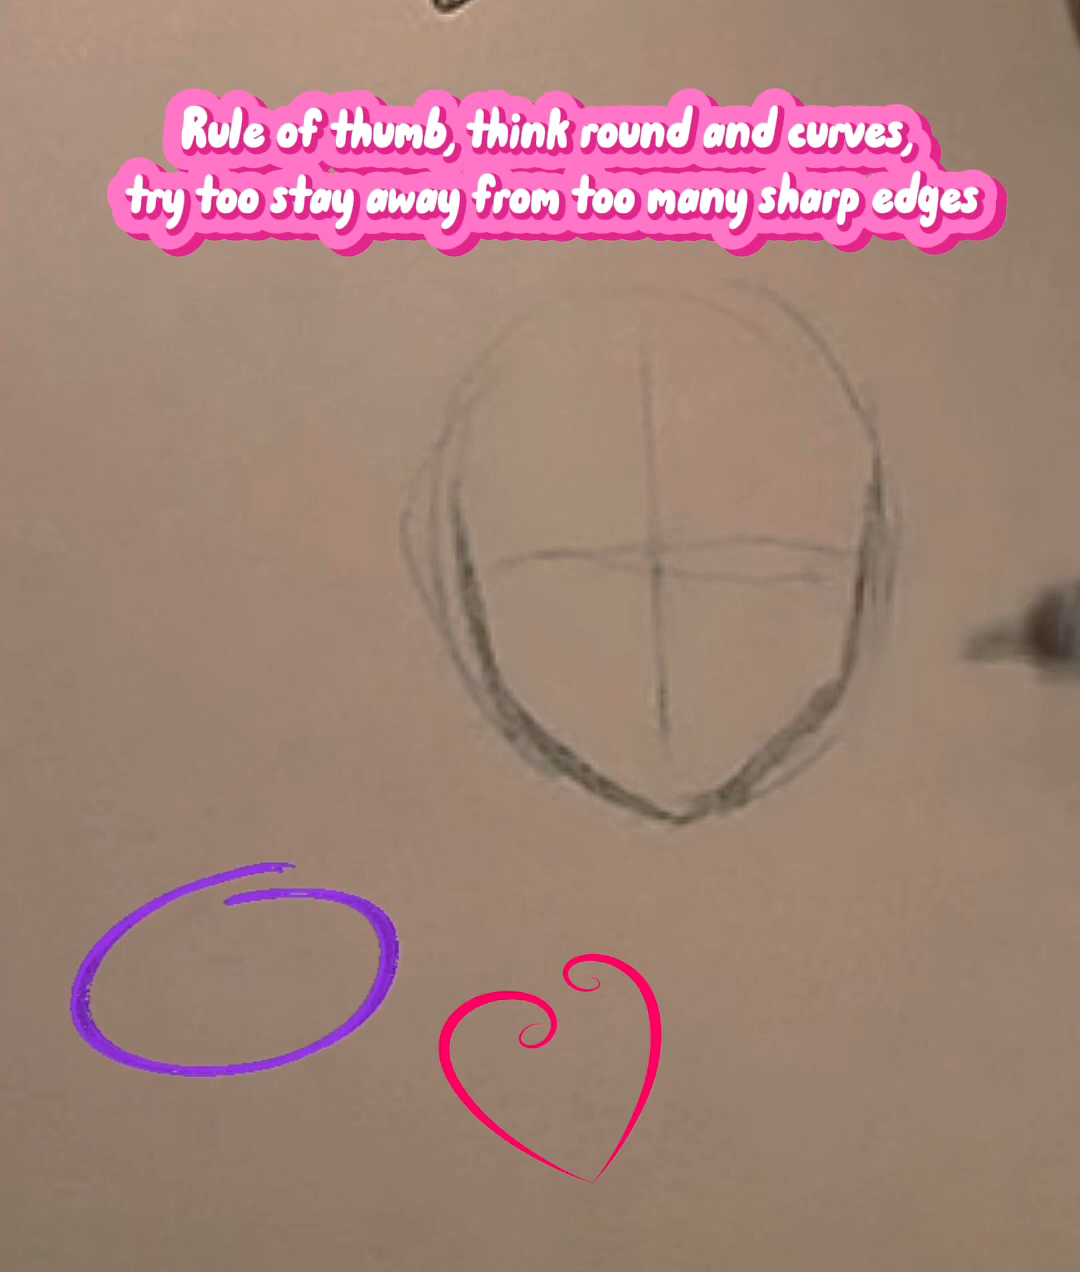 Rule of thumb, think round and curves,
try too stay away from too many sharp edges